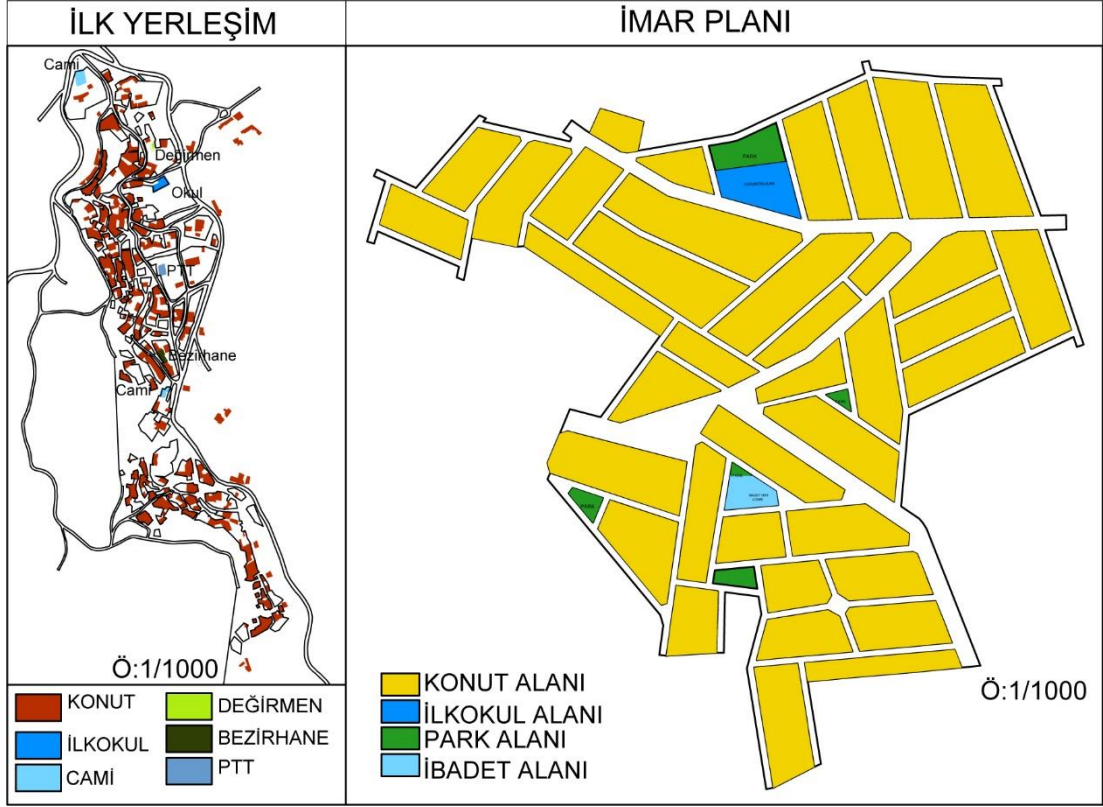 İLK YERLEŞİM
Cami
Değirmen
Okul
PTT
Bezirhane
Cami
Ö:1/1000
KONUT
İLKOKUL
CAMİ
DEĞİRMEN
BEZİRHANE
PTT
İMAR PLANI
PARK
PARK
Ö:1/1000
KONUT ALANI
İLKOKUL ALANI
PARK ALANI
İBADET ALANI